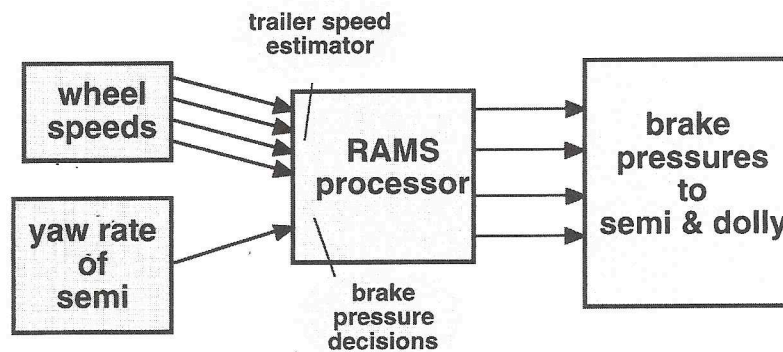 trailer speed
estimator
wheel
speeds
RAMS
processor
brake
pressures
to
semi & dolly
yaw rate
of
semi
brake
pressure
decisions